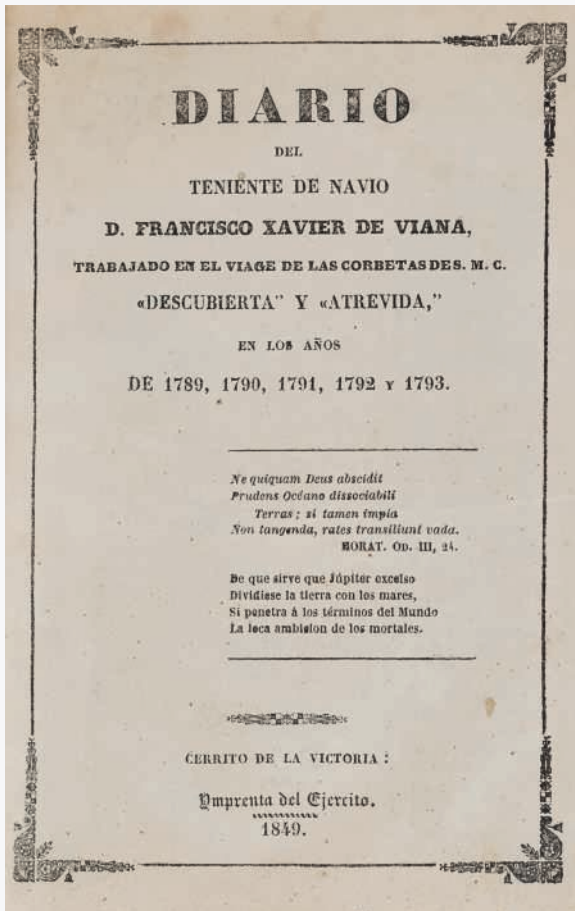 DIARIO
DEL
TENIENTE DE NAVIO
D. FRANCISCO XAVIER DE VIANA,
TRABAJADO EN EL VIAGE DE LAS CORBETAS DE S. M. C.
«DESCUBIERTA" Y «ATREVIDA,"
EN LOS AÑOS
DE 1789, 1790, 1791, 1792 Y 1793.
Ne quiquam Deus abscidit
Prudens Océano dissociabili
Terras; si tamen impia
Non tangenda, rates transiliunt vada.
HORAT. OD. III, 24.
De que sirve que Júpiter excelso
Dividiese la tierra con los mares,
Si penetra á los términos del Mundo
La loca ambision de los mortales.
CERRITO DE LA VICTORIA:
Ymprenta del Ejercito.
1849.